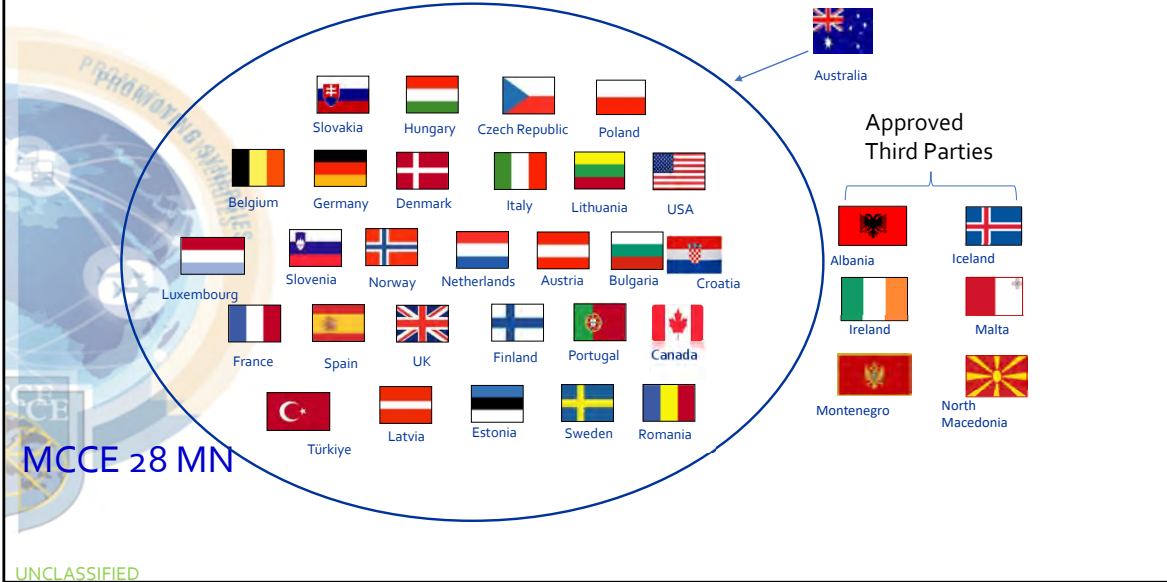 Australia
Approved
Third Parties
Slovakia
Hungary
Czech Republic
Poland
Belgium
Germany
Denmark
Italy
Lithuania
USA
Luxembourg
Slovenia
Norway
Netherlands
Austria
Bulgaria
Croatia
France
Spain
UK
Finland
Portugal
Canada
Türkiye
Latvia
Estonia
Sweden
Romania
Albania
Iceland
Ireland
Malta
Montenegro
North
Macedonia
MCCE 28 MN
UNCLASSIFIED